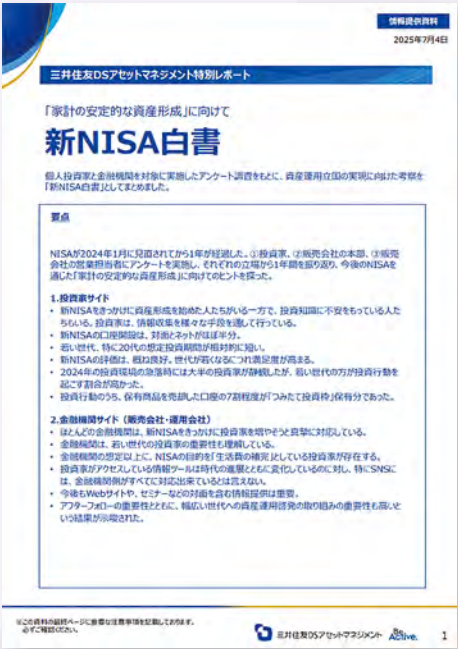 情報提供資料
2025年7月4日
三井住友DSアセットマネジメント特別レポート
「家計の安定的な資産形成」に向けて
新NISA白書
個人投資家と金融機関を対象に実施したアンケート調査をもとに、資産運用立国の実現に向けた考察を
「新NISA白書」としてまとめました。
要点
NISAが2024年1月に見直されてから1年が経過した。①投資家、②販売会社の本部、③販売
会社の営業担当者にアンケートを実施し、それぞれの立場から1年間を振り返り、今後のNISAを
通じた「家計の安定的な資産形成」に向けてのヒントを探った。
1.投資家サイド
• 新NISAをきっかけに資産形成を始めた人たちがいる一方で、投資知識に不安をもっている人た
ちもいる。投資家は、情報収集を様々な手段を通して行っている。
• 新NISAの口座開設は、対面とネットがほぼ半分。
• 若い世代、特に20代の想定投資期間が相対的に短い。
• 新NISAの評価は、概ね良好。世代が若くなるにつれ満足度が高まる。
• 2024年の投資環境の急落時には大半の投資家が静観したが、若い世代の方が投資行動を
起こす割合が高かった。
• 投資行動のうち、保有商品を売却した口座の7割程度が「つみたて投資枠」保有分であった。
2.金融機関サイド（販売会社・運用会社）
• ほとんどの金融機関は、新NISAをきっかけに投資家を増やそうと真摯に対応している。
• 金融機関は、若い世代の投資家の重要性も理解している。
• 金融機関の想定以上に、NISAの目的を「生活費の補完」としている投資家が存在する。
• 投資家がアクセスしている情報ツールは時代の進展とともに変化しているのに対し、特にSNSに
は、金融機関側がすべてに対応出来ているとは言えない。
• 今後もWebサイトや、セミナーなどの対面を含む情報提供は重要。
• アフターフォローの重要性とともに、幅広い世代への資産運用啓発の取り組みの重要性も高いと
いう結果が示唆された。
※この資料の最終ページに重要な注意事項を記載しております。
必ずご確認ください。
三井住友DSアセットマネジメント
Be Active.
1